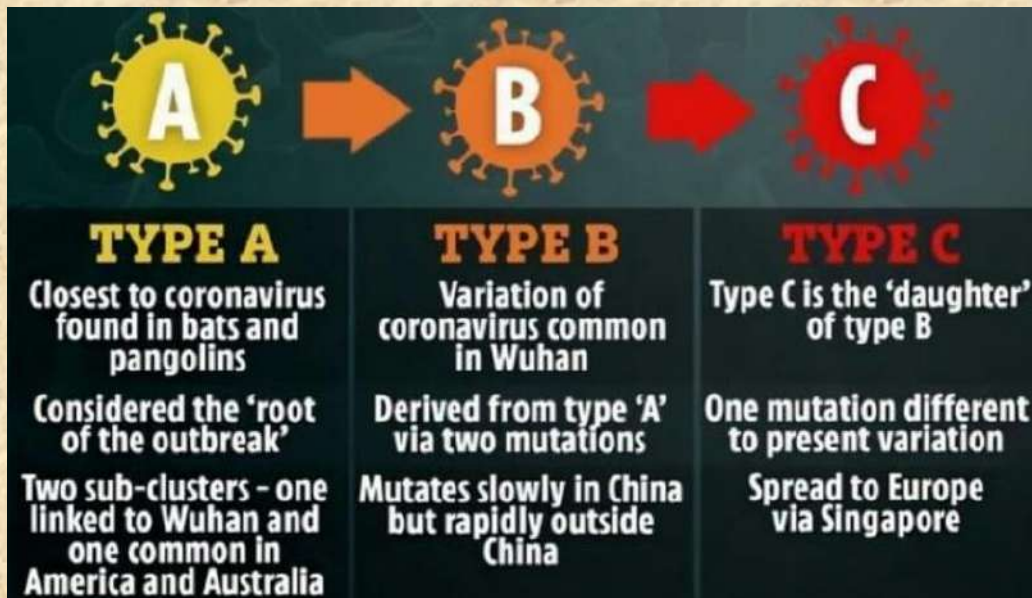 A
B
C
TYPE A
Closest to coronavirus
found in bats and
pangolins
Considered the 'root
of the outbreak'
Two sub-clusters - one
linked to Wuhan and
one common in
America and Australia
TYPE B
Variation of
coronavirus common
in Wuhan
Derived from type 'A'
via two mutations
Mutates slowly in China
but rapidly outside
China
TYPE C
Type C is the 'daughter'
of type B
One mutation different
to present variation
Spread to Europe
via Singapore